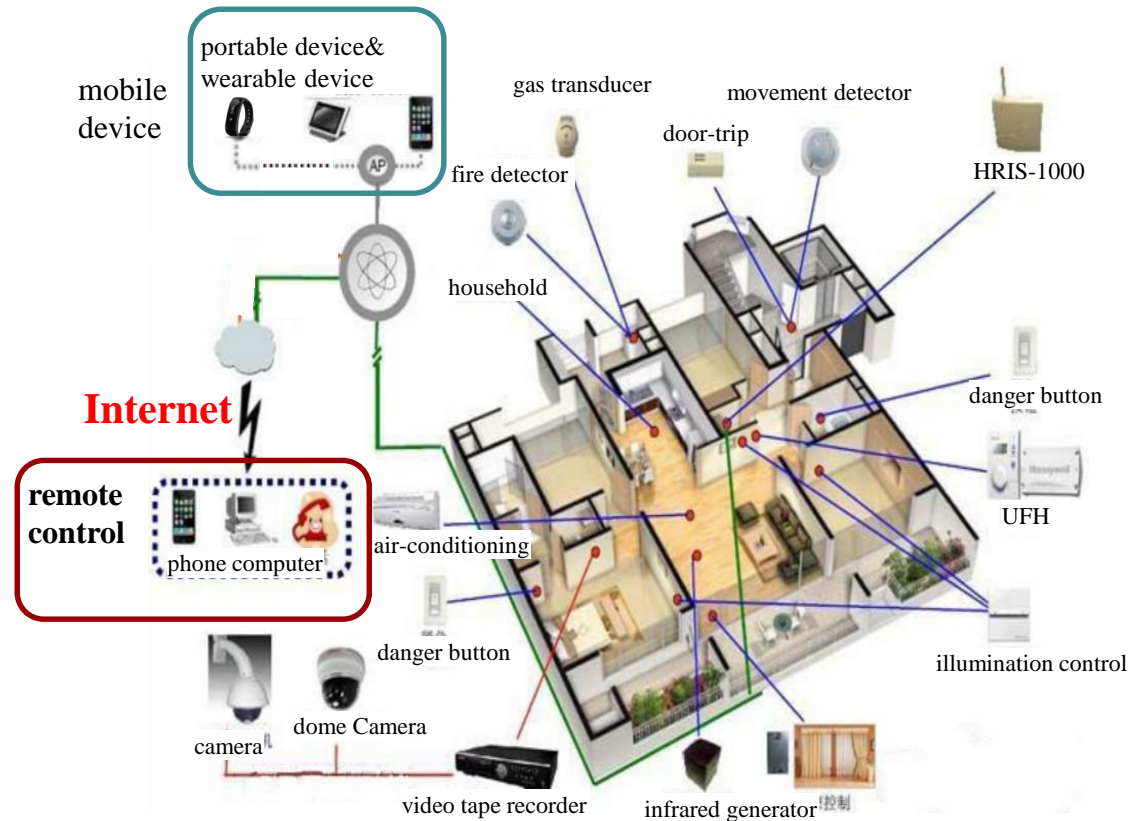 portable device&
wearable device
mobile
device
AP
gas transducer
movement detector
door-trip
fire detector
HRIS-1000
household
Internet
danger button
remote
control
phone computer
air-conditioning
Honeywell
UFH
danger button
illumination control
dome Camera
camera
video tape recorder
infrared generator
控制